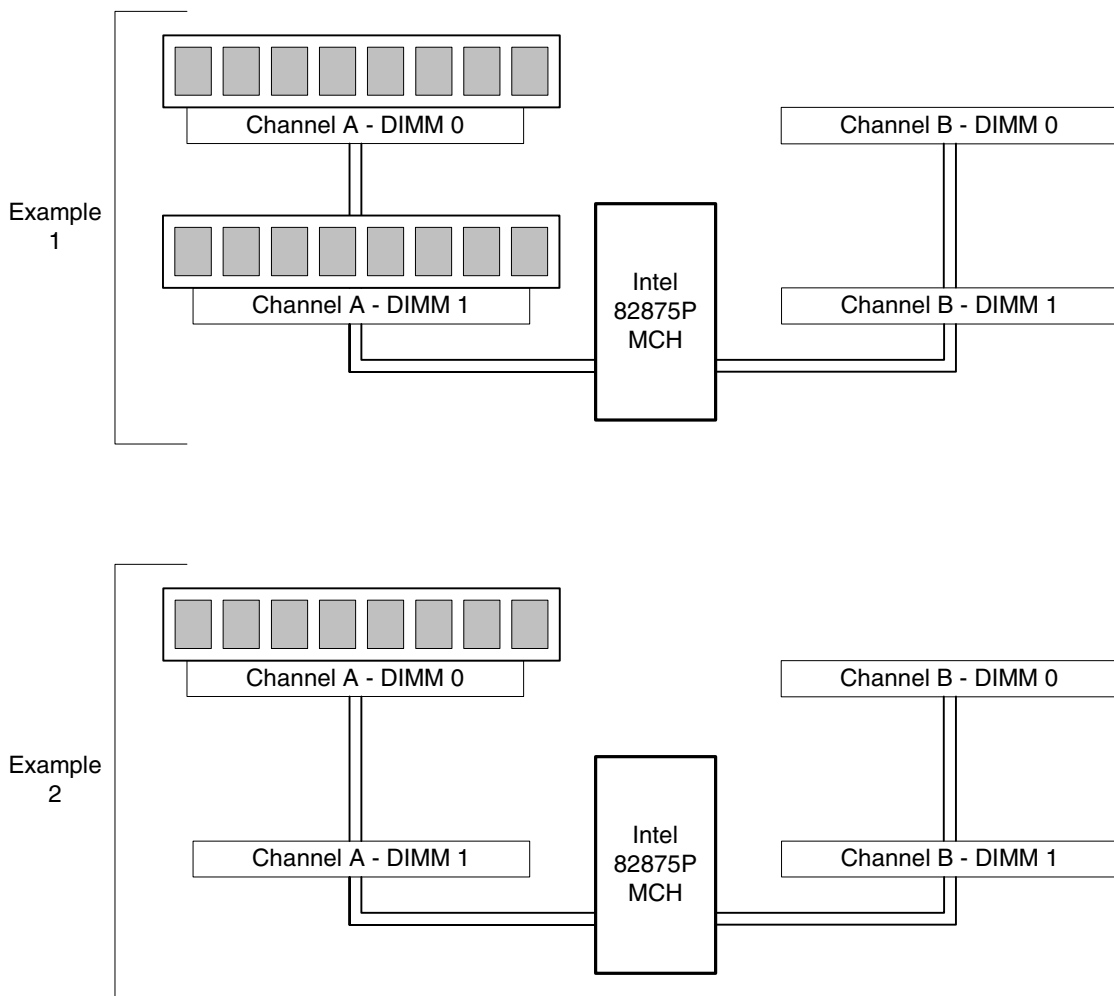 Channel A - DIMM 0
Channel B - DIMM 0
Example
1
Intel
82875P
MCH
Channel A - DIMM 1
Channel B - DIMM 1
Channel A - DIMM 0
Channel B - DIMM 0
Example
2
Intel
82875P
MCH
Channel A - DIMM 1
Channel B - DIMM 1